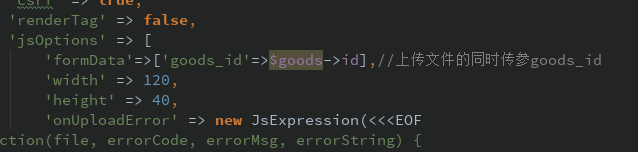 'csrf' => true,
'renderTag' => false,
'jsOptions' => [
'formData'=>['goods_id'=>$goods->id],//上传文件的同时传参goods_id
'width' => 120,
'height' => 40,
'onUploadError' => new JsExpression(<<<EOF
ction(file, errorCode, errorMsg, errorString) {